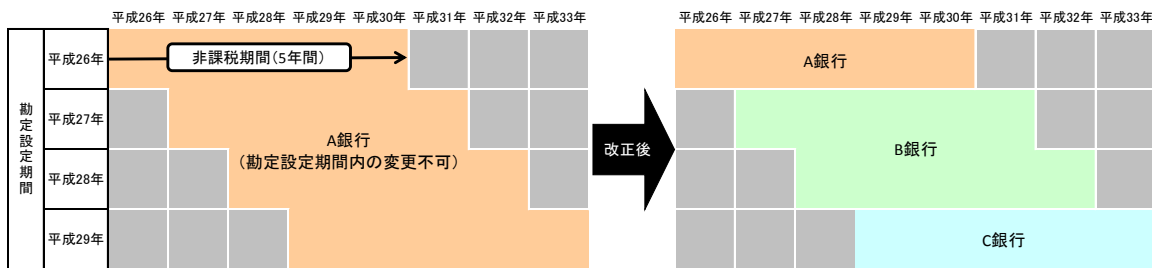 平成26年 平成27年 平成28年 平成29年 平成30年 平成31年 平成32年 平成33年
勘定設定期間
平成26年
平成27年
平成28年
平成29年
非課税期間(5年間)
A銀行
(勘定設定期間内の変更不可)
改正後
平成26年 平成27年 平成28年 平成29年 平成30年 平成31年 平成32年 平成33年
A銀行
B銀行
C銀行